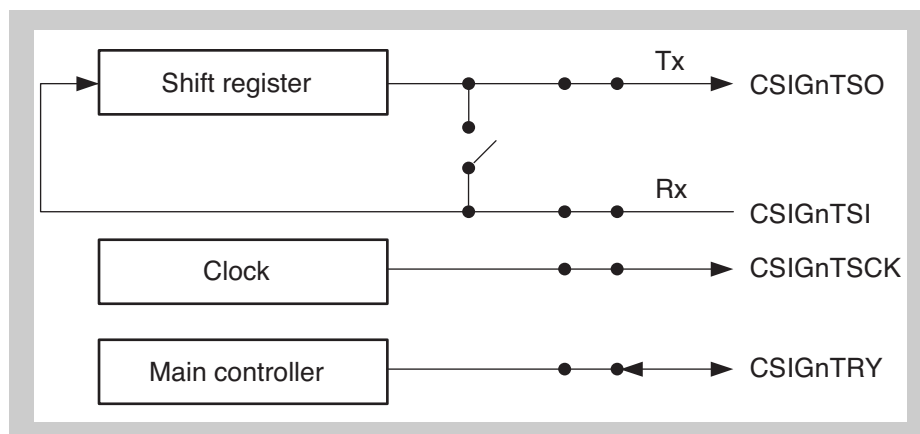 Shift register
Tx
CSIGnTSO
Rx
CSIGnTSI
Clock
CSIGnTSCK
Main controller
CSIGnTRY